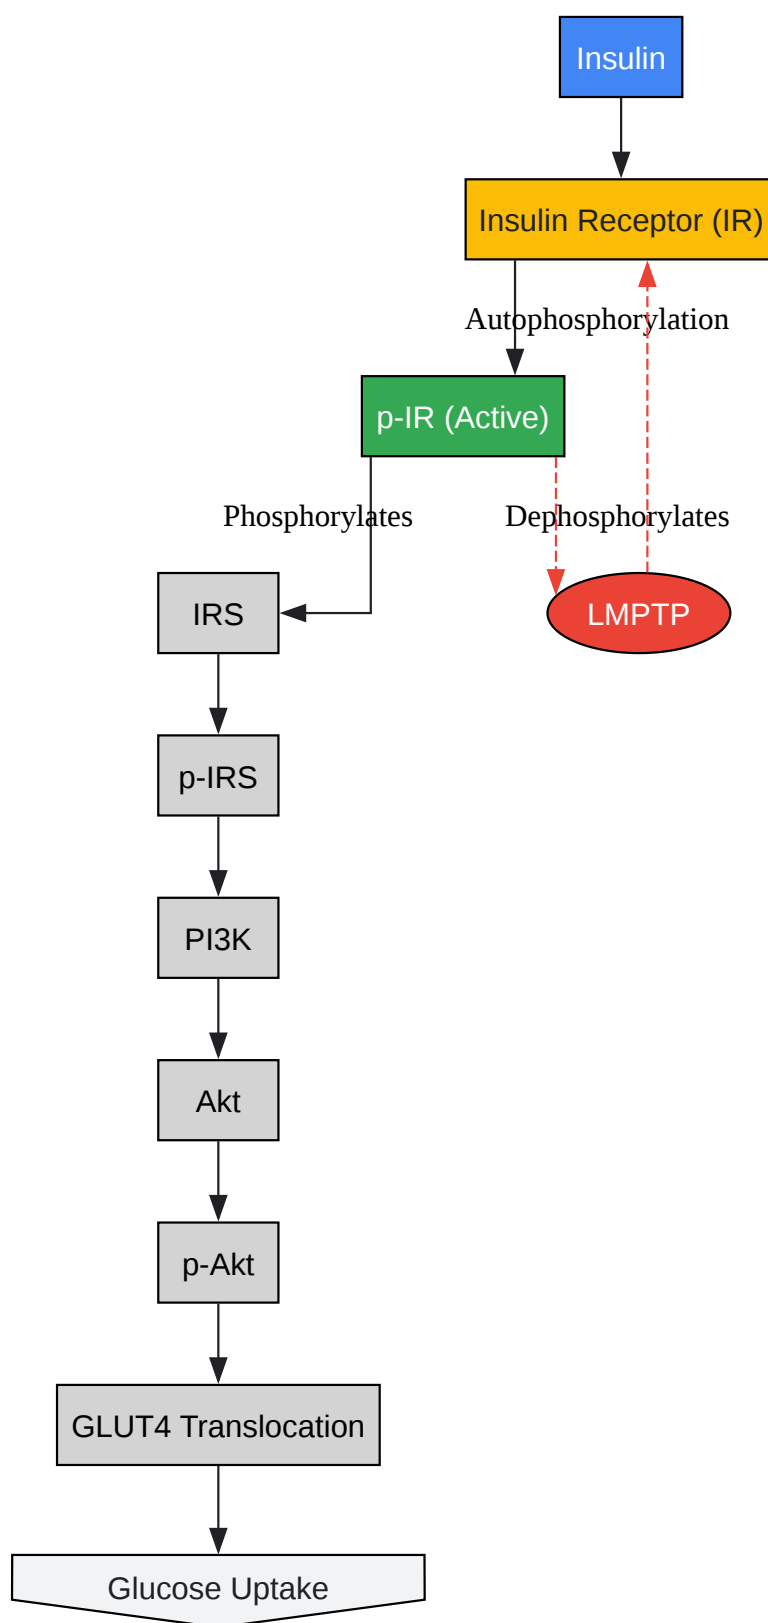 Insulin
Insulin Receptor (IR)
Autophosphorylation
p-IR (Active)
Phosphorylates
Dephosphorylates
IRS
LMPTP
p-IRS
PI3K
Akt
p-Akt
GLUT4 Translocation
Glucose Uptake